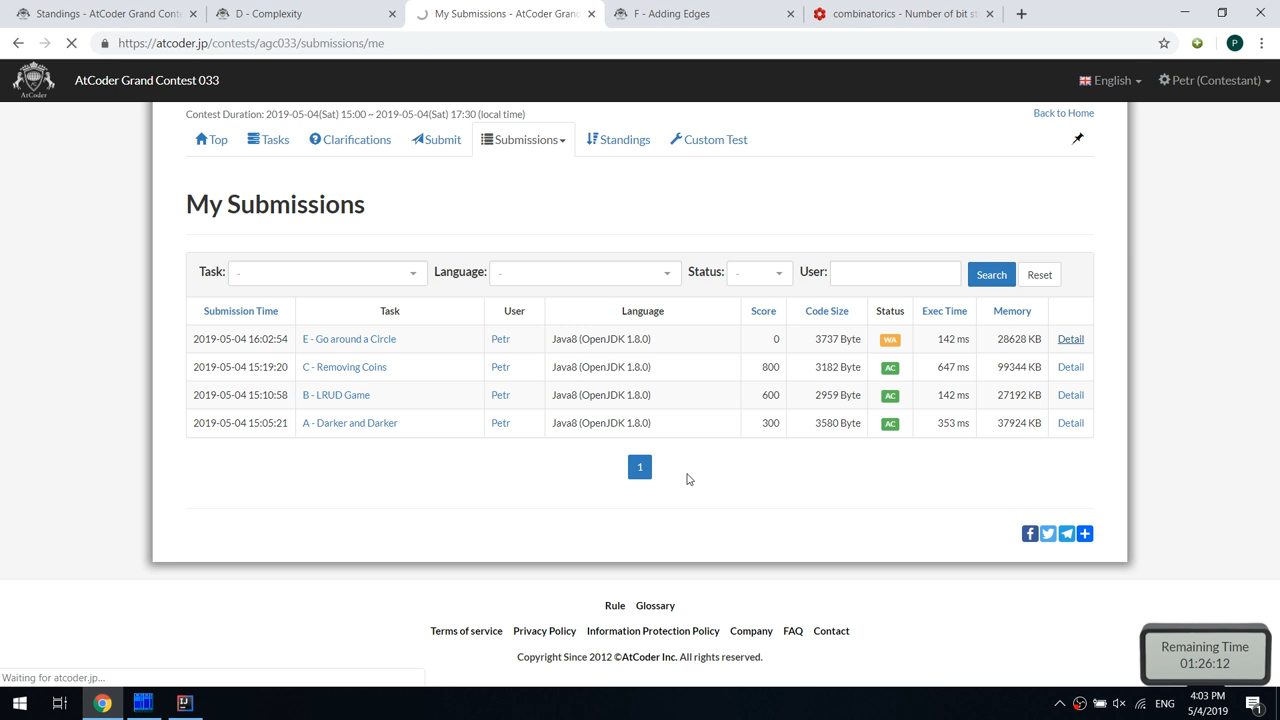 Standings - AtCoder Grand Cont
D - Complexity
My Submissions - AtCoder Grand
F - Adding Edges
combinatorics - Number of bit st
https://atcoder.jp/contests/agc033/submissions/me
AtCoder Grand Contest 033
English
Petr (Contestant)
Contest Duration: 2019-05-04(Sat) 15:00 ~ 2019-05-04(Sat) 17:30 (local time)
Back to Home
Top
Tasks
Clarifications
Submit
Submissions
Standings
Custom Test
My Submissions
Task: -
Language: -
Status: -
User:
Search
Reset
Submission Time Task User Language Score Code Size Status Exec Time Memory
2019-05-04 16:02:54 E - Go around a Circle Petr Java8 (OpenJDK 1.8.0) 0 3737 Byte WA 142 ms 28628 KB Detail
2019-05-04 15:19:20 C - Removing Coins Petr Java8 (OpenJDK 1.8.0) 800 3182 Byte AC 647 ms 99344 KB Detail
2019-05-04 15:10:58 B - LRUD Game Petr Java8 (OpenJDK 1.8.0) 600 2959 Byte AC 142 ms 27192 KB Detail
2019-05-04 15:05:21 A - Darker and Darker Petr Java8 (OpenJDK 1.8.0) 300 3580 Byte AC 353 ms 37924 KB Detail
1
Rule Glossary
Terms of service Privacy Policy Information Protection Policy Company FAQ Contact
Copyright Since 2012 ©AtCoder Inc. All rights reserved.
Remaining Time
01:26:12
Waiting for atcoder.jp...
ENG
4:03 PM
5/4/2019